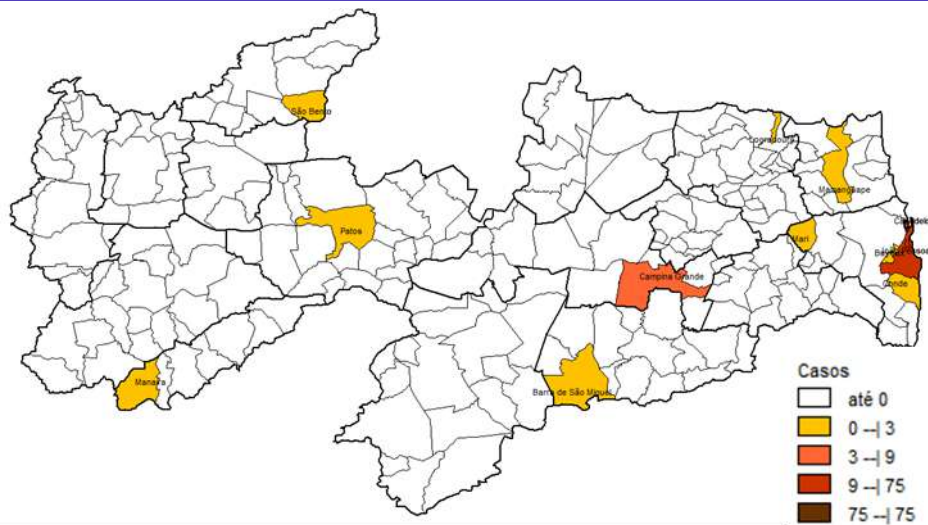 São Bento
Mamanguape
Patos
Mari
Campina Grande
Conde
Manaíra
Barra de São Miguel
Casos
até 0
0 --| 3
3 --| 9
9 --| 75
75 --| 75